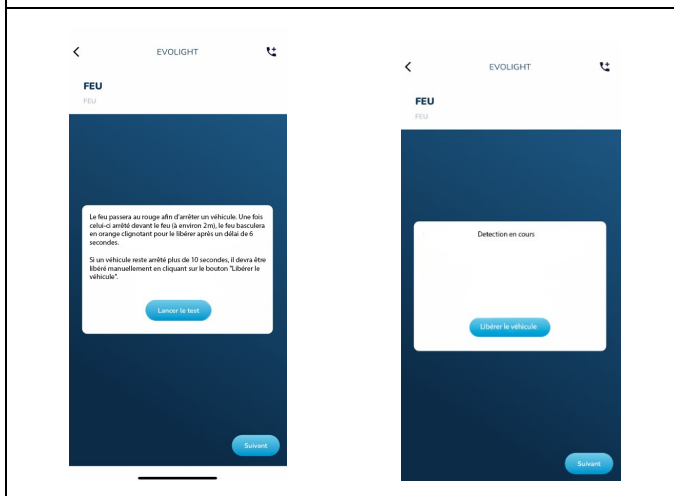 EVOLIGHT
FEU
FEU
Le feu passera au rouge afin d'arrêter un véhicule. Une fois
celui-ci arrêté devant le feu (à environ 2m), le feu basculera
en orange clignotant pour le libérer après un délai de 6
secondes.
Si un véhicule reste arrêté plus de 10 secondes, il devra être
libéré manuellement en cliquant sur le bouton "Libérer le
véhicule".
Lancer le test
Suivant
EVOLIGHT
FEU
FEU
Detection en cours
Libérer le véhicule
Suivant